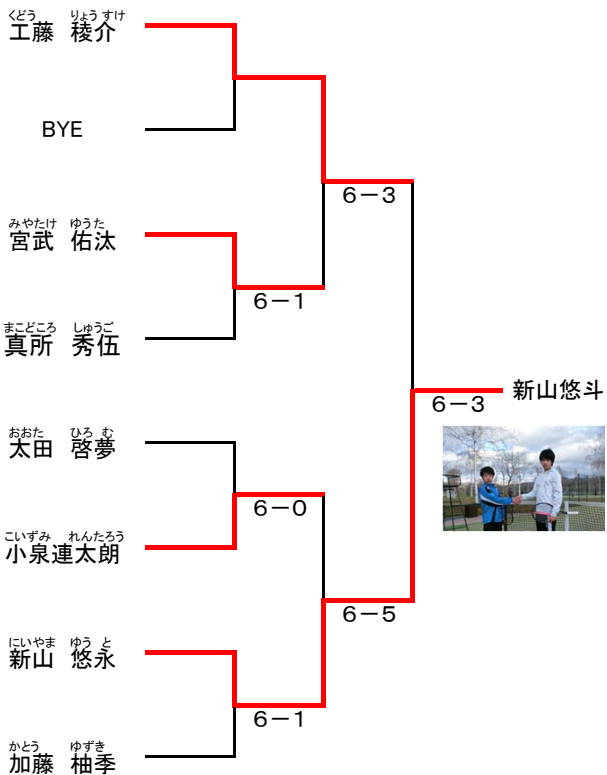 くどう りょうすけ
工藤 稜介
BYE
6-3
みやたけ ゆうた
宮武 佑汰
6-1
まこどころ しゅうご
真所 秀伍
6-3 新山悠斗
おおた ひろ む
太田 啓夢
6-0
こいずみ れんたろう
小泉連太朗
6-5
にいやま ゆう と
新山 悠永
6-1
かとう ゆずき
加藤 柚季